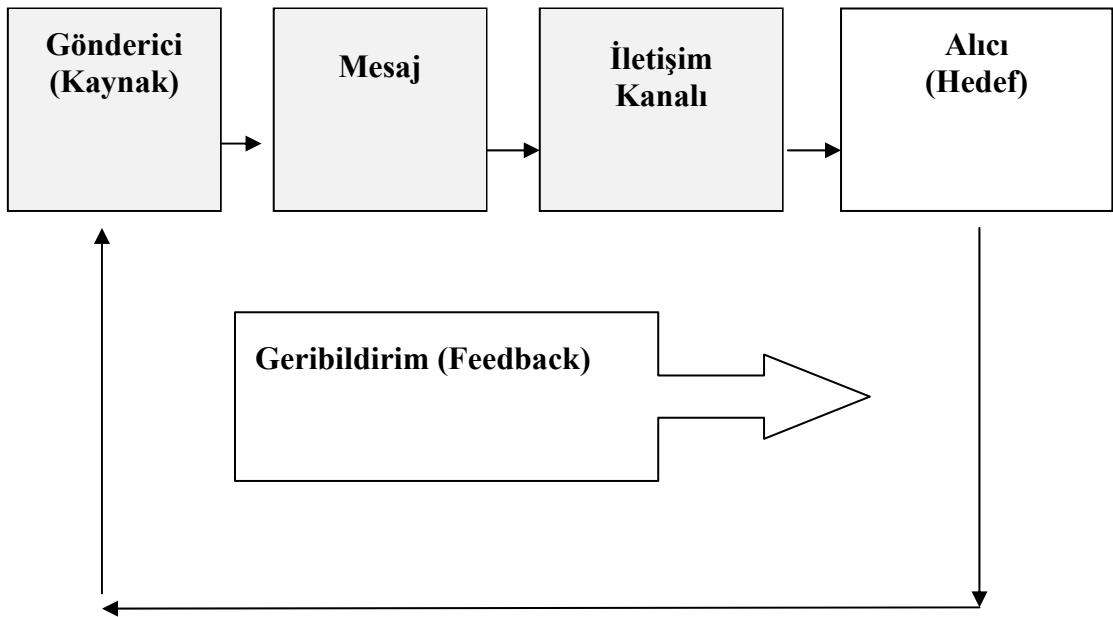 Gönderici
(Kaynak)
Mesaj
İletişim
Kanalı
Alıcı
(Hedef)
Geribildirim (Feedback)